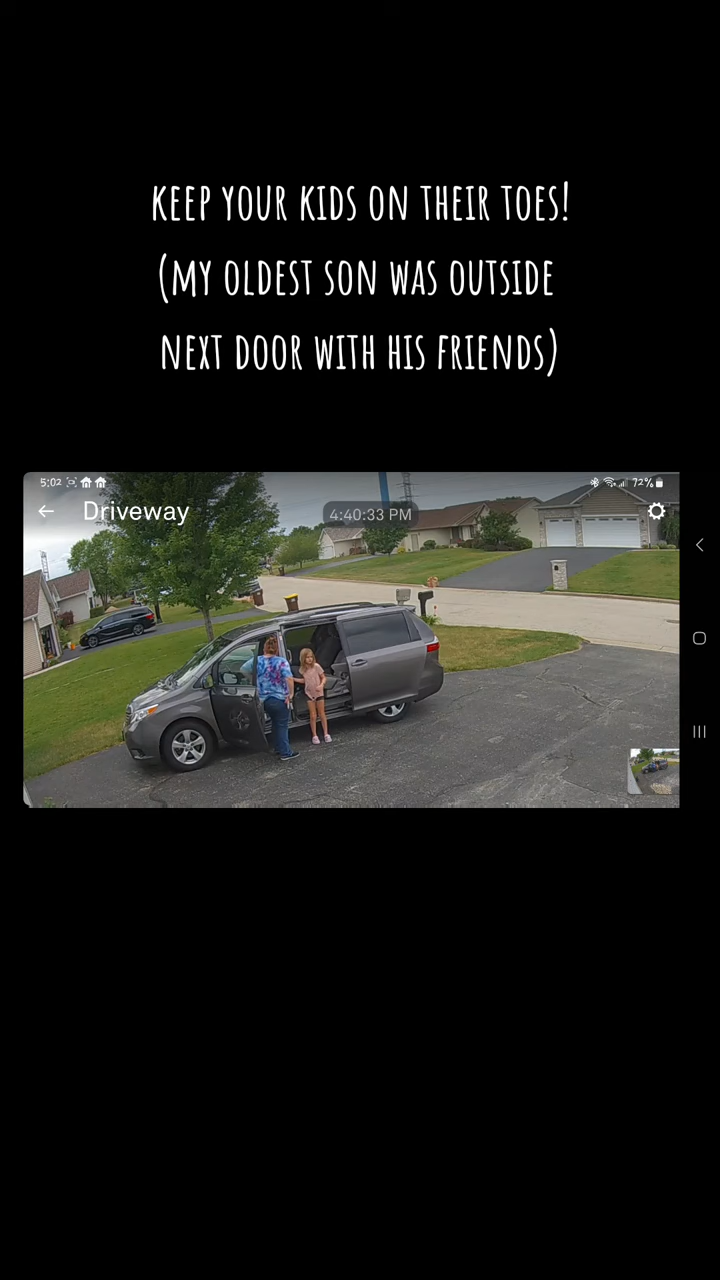 KEEP YOUR KIDS ON THEIR TOES!
(MY OLDEST SON WAS OUTSIDE
NEXT DOOR WITH HIS FRIENDS)
5:02
72%
Driveway
4:40:33 PM